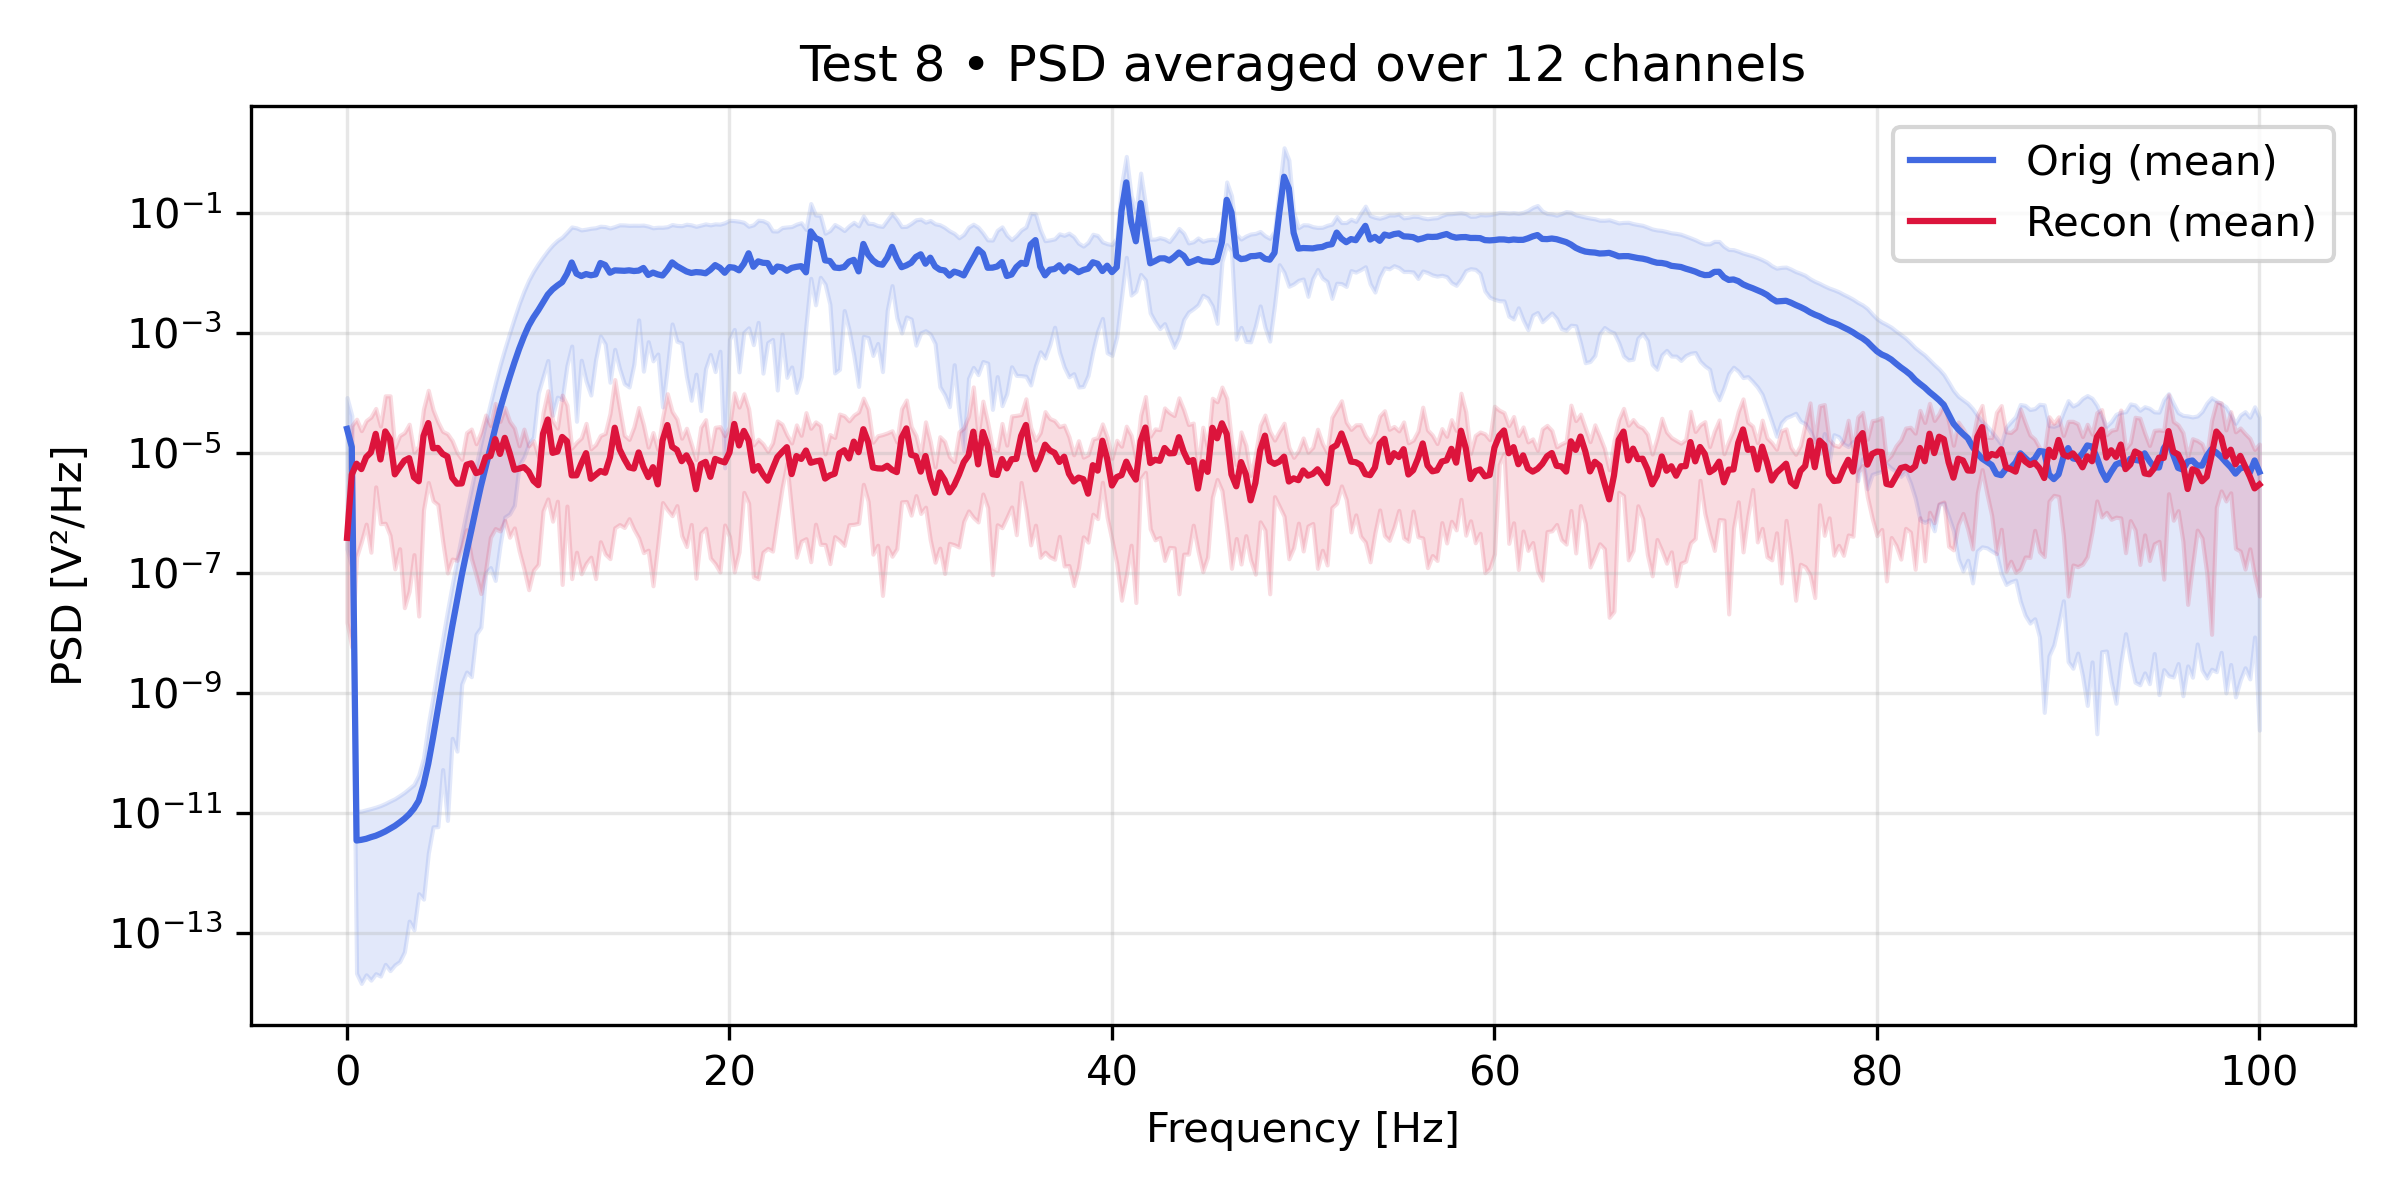 Test 8 • PSD averaged over 12 channels
Orig (mean)
Recon (mean)
PSD [V²/Hz]
10⁻¹
10⁻³
10⁻⁵
10⁻⁷
10⁻⁹
10⁻¹¹
10⁻¹³
0 20 40 60 80 100
Frequency [Hz]